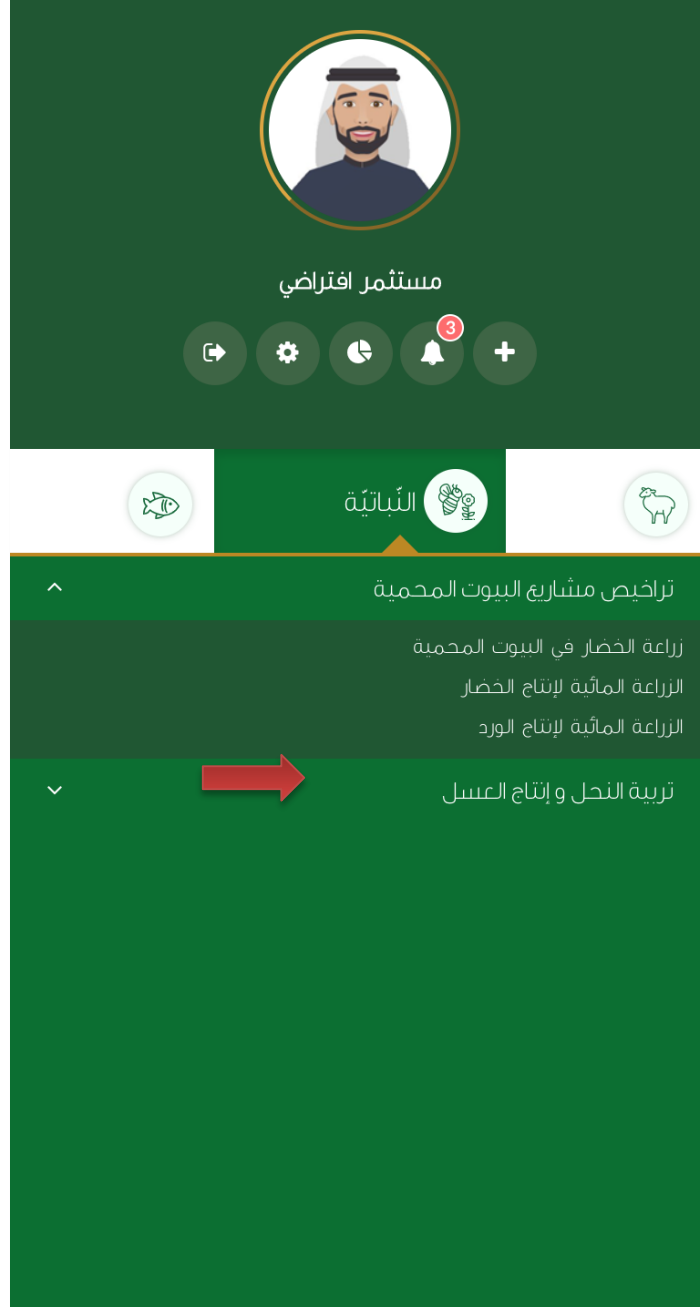 مستثمر افتراضي
3
النّباتيّة
تراخيص مشاريع البيوت المحمية
زراعة الخضار في البيوت المحمية
الزراعة المائية لإنتاج الخضار
الزراعة المائية لإنتاج الورد
تربية النحل و إنتاج العسل